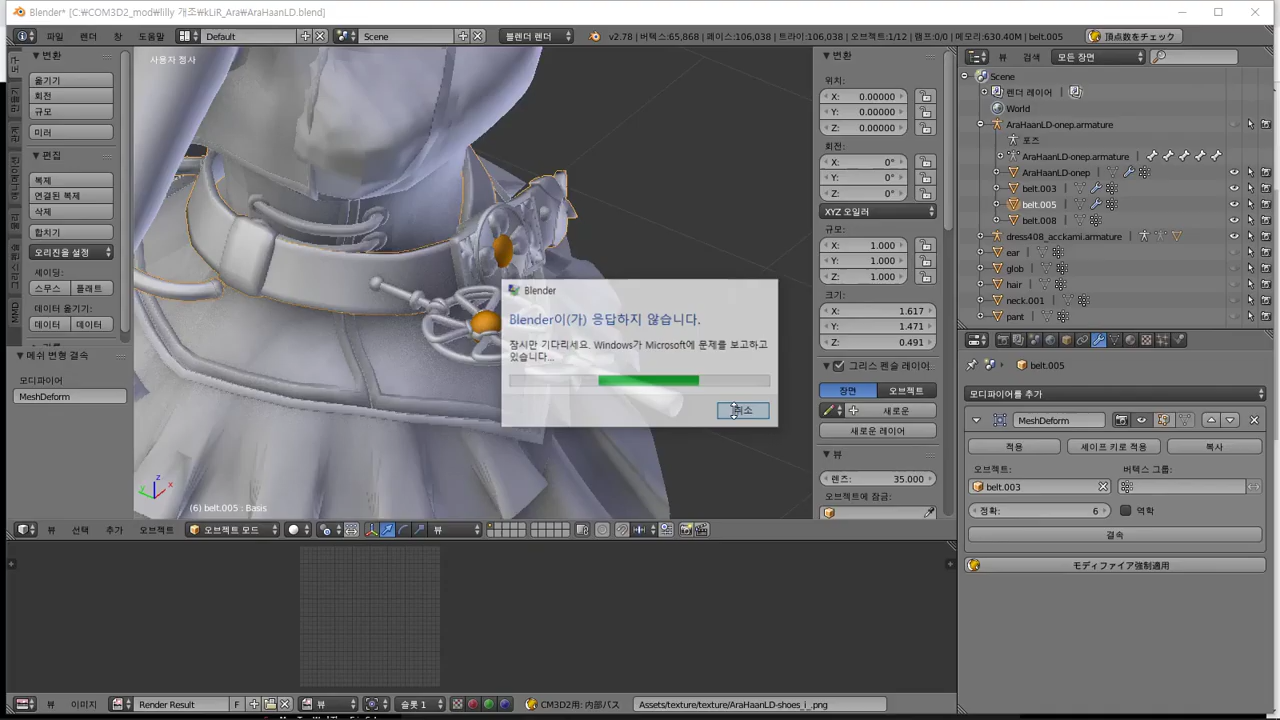 Blender* [C:₩COM3D2_mod₩lilly 개조₩kLiR_Ara₩AraHaanLD.blend]
파일 렌더 창 도움말 Default Scene 블렌더 렌더 v2.78 | 버텍스:65,868 | 페이스:106,038 | 트라이:106,038 | 오브젝트:1/12 | 램프:0/0 | 메모리:630.40M | belt.005 頂点数をチェック
변환
옮기기
회전
규모
미러
편집
복제
연결된 복제
삭제
합치기
오리진을 설정
셰이딩:
스무스 플래트
데이터 옮기기:
데이터 데이터
도구
만들기
관계
애니메이션
물리
MMD
메쉬 변형 결속
모디파이어
MeshDeform
사용자 정사
z
y x
(6) belt.005 : Basis
Blender
Blender이(가) 응답하지 않습니다.
잠시만 기다리세요. Windows가 Microsoft에 문제를 보고하고
있습니다...
취소
변환
위치:
X: 0.00000
Y: 0.00000
Z: 0.00000
회전:
X: 0°
Y: 0°
Z: 0°
XYZ 오일러
규모:
X: 1.000
Y: 1.000
Z: 1.000
크기:
X: 1.617
Y: 1.471
Z: 0.491
그리스 펜슬 레이어
장면 오브젝트
새로운
새로운 레이어
뷰
렌즈: 35.000
오브젝트에 잠금:
뷰 검색 모든 장면
Scene
렌더 레이어
World
AraHaanLD-onep.armature
포즈
AraHaanLD-onep.armature
AraHaanLD-onep
belt.003
belt.005
belt.008
dress408_acckami.armature
ear
glob
hair
neck.001
pant
belt.005
모디파이어를 추가
MeshDeform
적용 셰이프 키로 적용 복사
오브젝트: 버텍스 그룹:
belt.003
정확: 6 역학
결속
モディファイア強制適用
뷰 선택 추가 오브젝트 오브젝트 모드 뷰
뷰 이미지 Render Result F 뷰 슬롯 1 CM3D2用: 内部パス Assets/texture/texture/AraHaanLD-shoes_i_.png